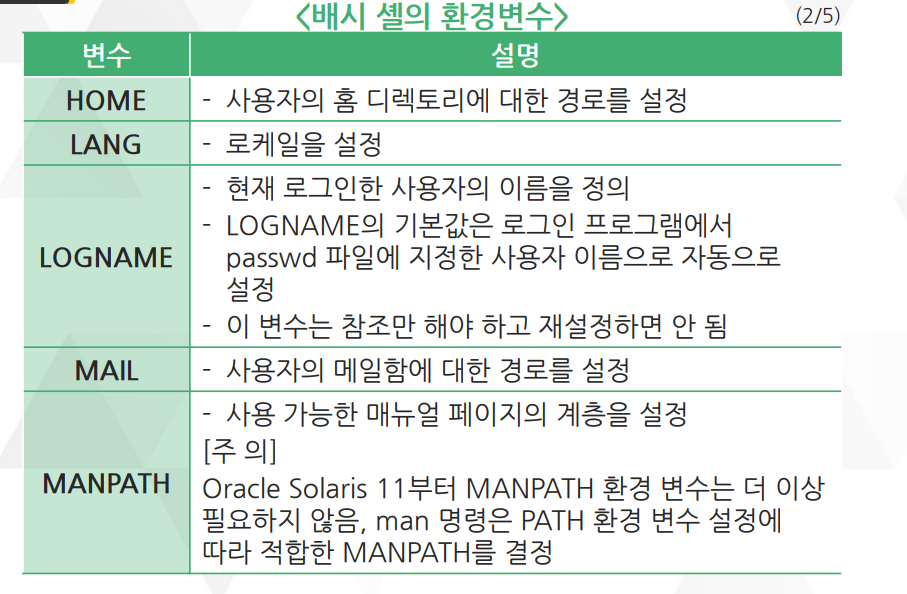 <배시 셸의 환경변수>
(2/5)
변수 설명
HOME - 사용자의 홈 디렉토리에 대한 경로를 설정
LANG - 로케일을 설정
LOGNAME - 현재 로그인한 사용자의 이름을 정의
- LOGNAME의 기본값은 로그인 프로그램에서
passwd 파일에 지정한 사용자 이름으로 자동으로
설정
- 이 변수는 참조만 해야 하고 재설정하면 안 됨
MAIL - 사용자의 메일함에 대한 경로를 설정
MANPATH - 사용 가능한 매뉴얼 페이지의 계층을 설정
[주 의]
Oracle Solaris 11부터 MANPATH 환경 변수는 더 이상
필요하지 않음, man 명령은 PATH 환경 변수 설정에
따라 적합한 MANPATH를 결정